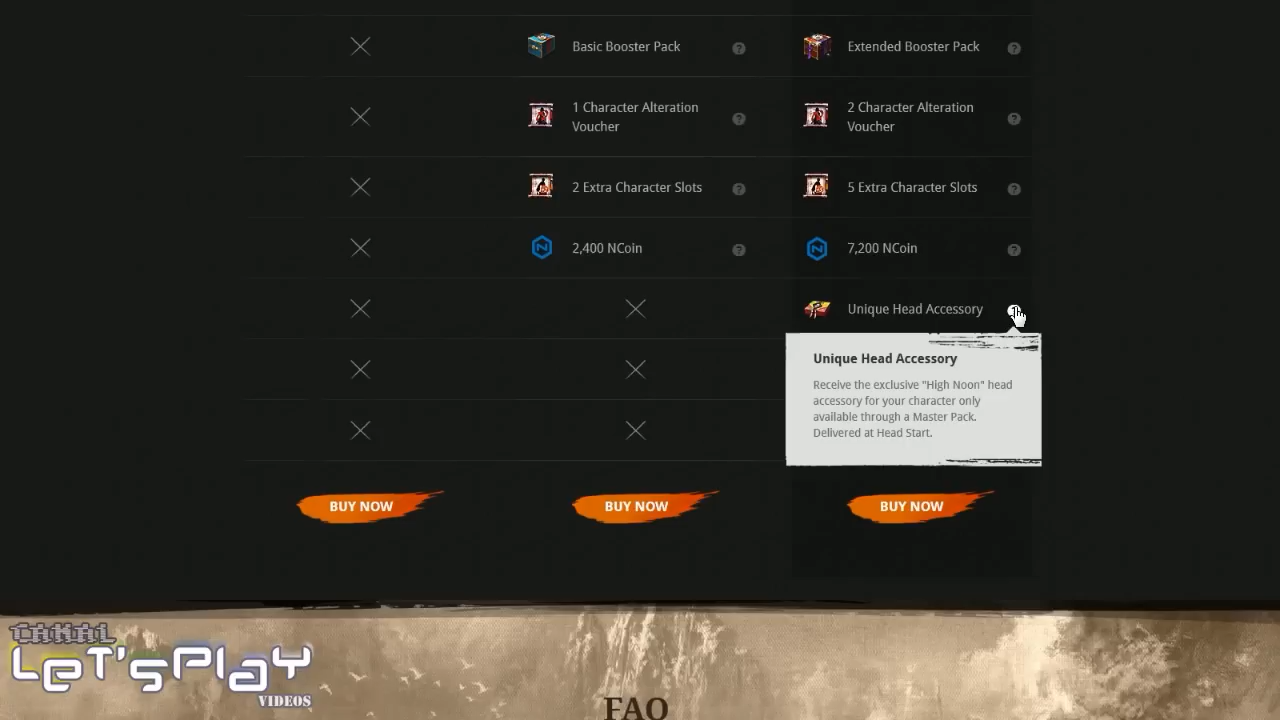 Basic Booster Pack
Extended Booster Pack
1 Character Alteration
Voucher
2 Character Alteration
Voucher
2 Extra Character Slots
5 Extra Character Slots
2,400 NCoin
7,200 NCoin
Unique Head Accessory
Unique Head Accessory
Receive the exclusive "High Noon" head
accessory for your character only
available through a Master Pack.
Delivered at Head Start.
BUY NOW
BUY NOW
BUY NOW
CANAL
LET'S PLAY
VIDEOS
FAQ